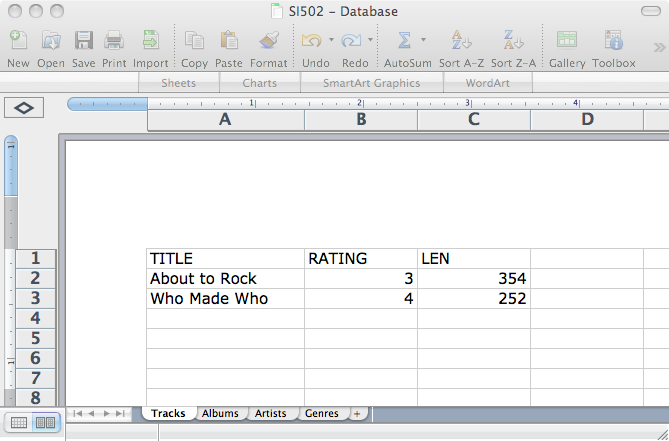 SI502 – Database
New Open Save Print Import Copy Paste Format Undo Redo AutoSum Sort A-Z Sort Z-A Gallery Toolbox
Sheets Charts SmartArt Graphics WordArt
1 2 3 4
A B C D
1
1 TITLE RATING LEN
2 About to Rock 3 354
3 Who Made Who 4 252
4
5
6
1
7
8
Tracks Albums Artists Genres +